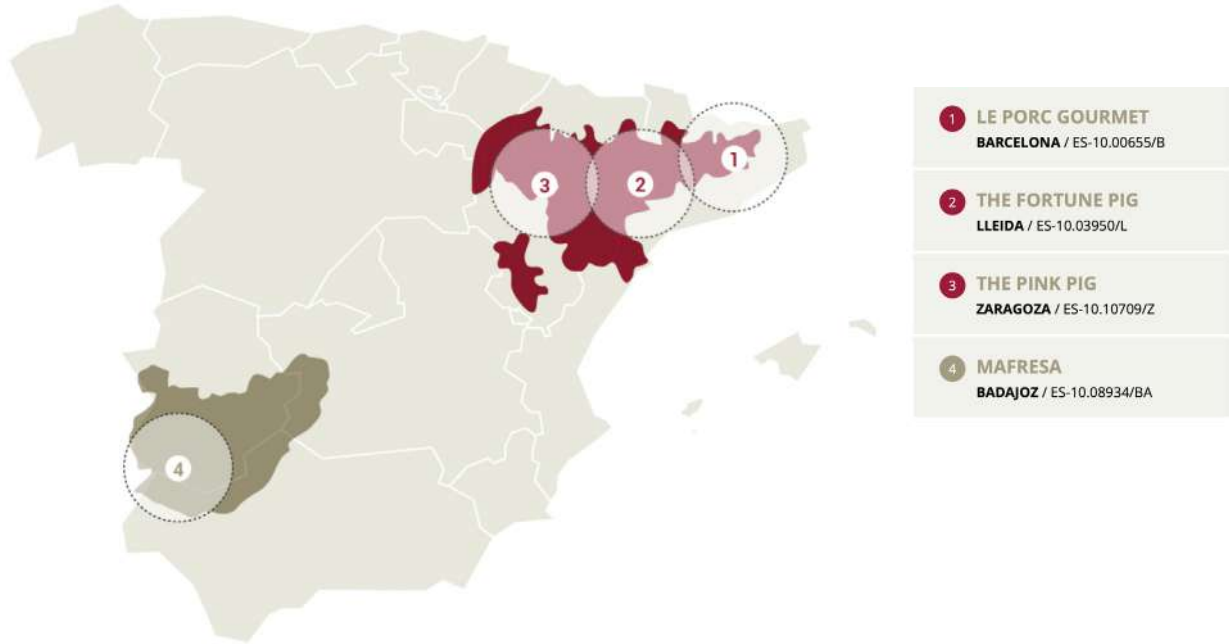 1
LE PORC GOURMET
BARCELONA / ES-10.00655/B
2
THE FORTUNE PIG
LLEIDA / ES-10.03950/L
3
THE PINK PIG
ZARAGOZA / ES-10.10709/Z
4
MAFRESA
BADAJOZ / ES-10.08934/BA
1
2
3
4